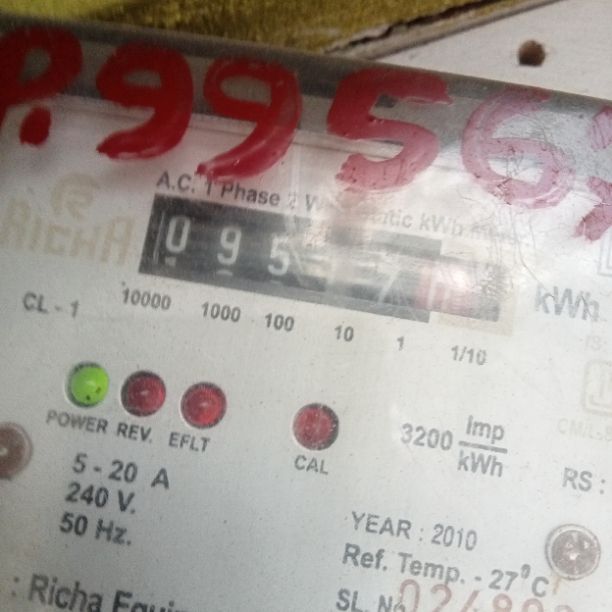 P.9956
A.C. 1 Phase 2 W
kWh
RICHA
0 9 5 7
kWh
CL - 1
10000 1000 100 10 1 1/10
POWER REV. EFLT
CAL
3200 Imp/kWh
5 - 20 A
240 V.
50 Hz.
RS :
YEAR : 2010
Ref. Temp. - 27°C
: Richa
SL. No